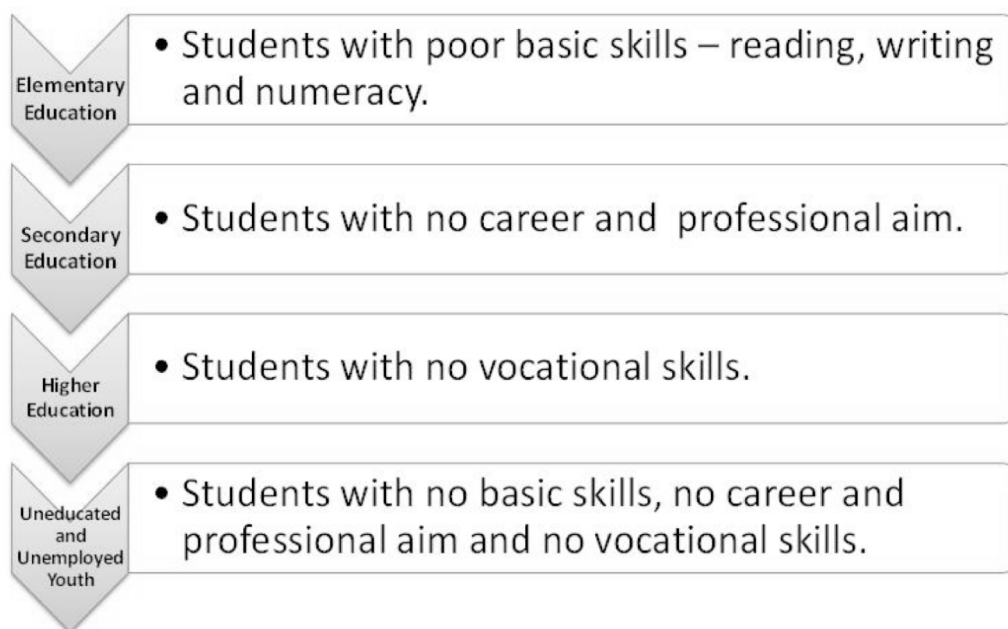 Elementary
Education
• Students with poor basic skills – reading, writing
and numeracy.
Secondary
Education
• Students with no career and professional aim.
Higher
Education
• Students with no vocational skills.
Uneducated
and
Unemployed
Youth
• Students with no basic skills, no career and
professional aim and no vocational skills.